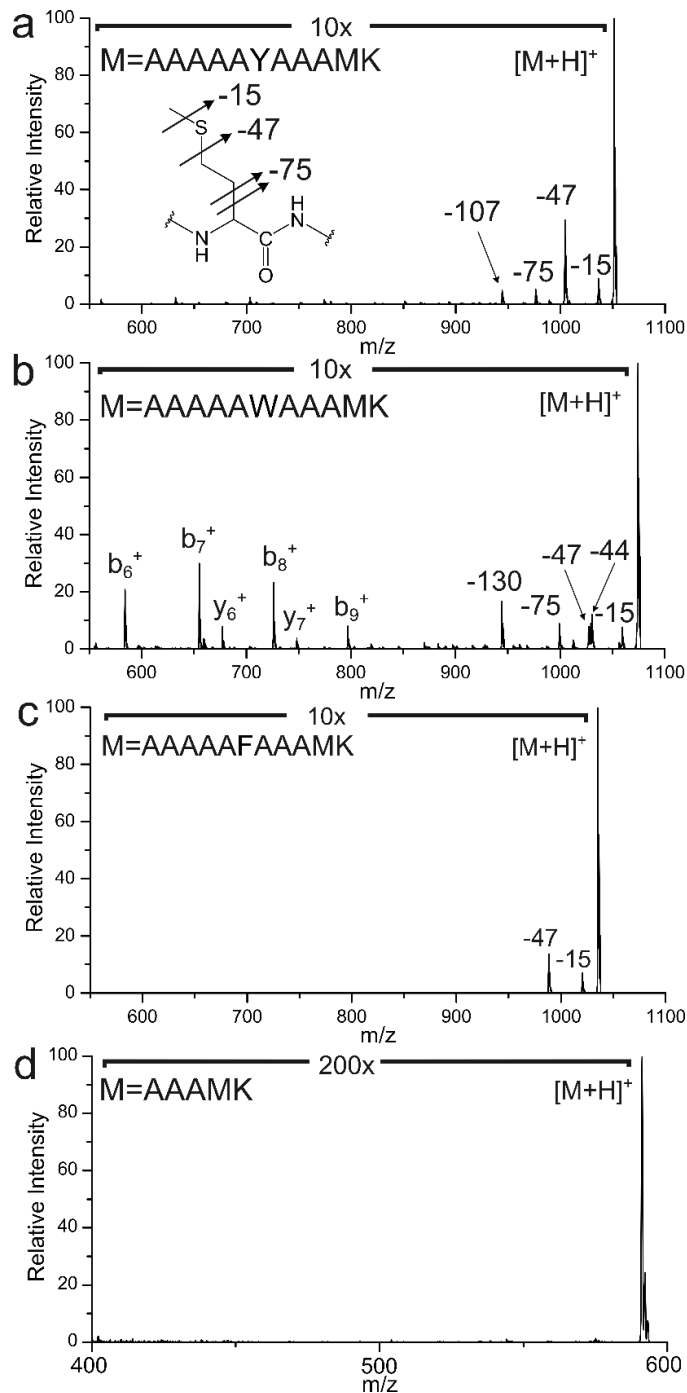 a
10x
M=AAAAAYAAAMK
[M+H]+
-15
S
-47
-75
H
N
N
H
C
O
-107
-75
-47
-15
Relative Intensity
100
80
60
40
20
0
600 700 800 900 1000 1100
m/z
b
10x
M=AAAAAWAAAMK
[M+H]+
b6+
b7+
y6+
b8+
y7+
b9+
-130
-75
-47
-44
-15
Relative Intensity
100
80
60
40
20
0
600 700 800 900 1000 1100
m/z
c
10x
M=AAAAAFAAAMK
[M+H]+
-47
-15
Relative Intensity
100
80
60
40
20
0
600 700 800 900 1000 1100
m/z
d
200x
M=AAAMK
[M+H]+
Relative Intensity
100
80
60
40
20
0
400 500 600
m/z